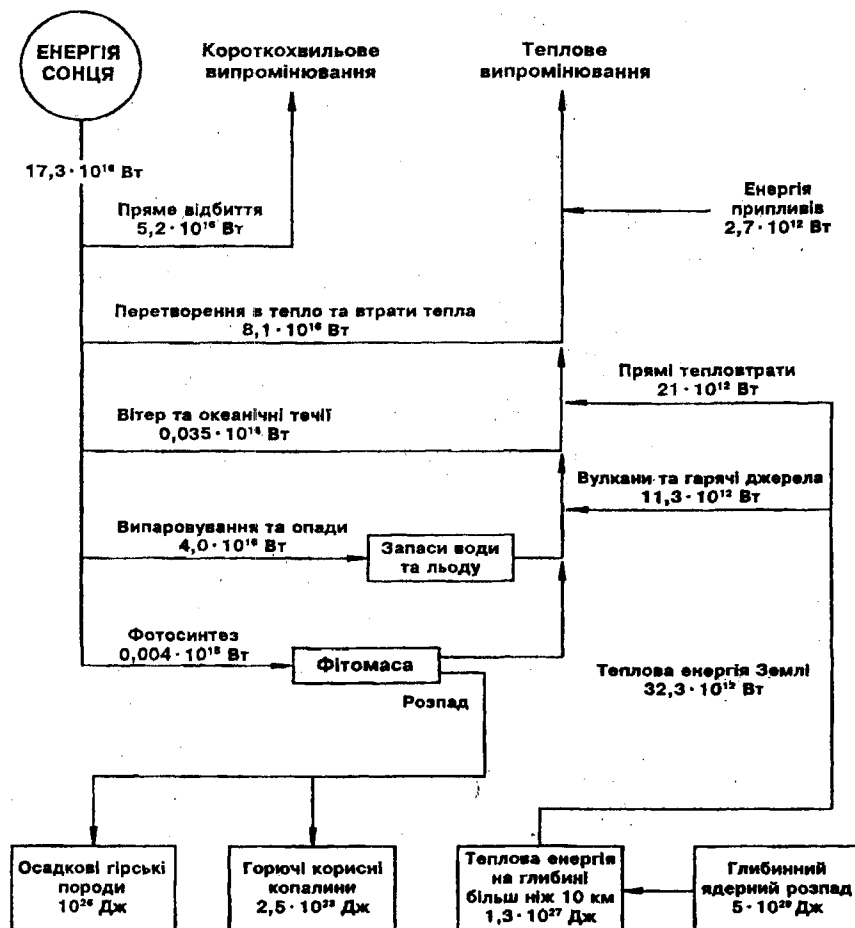 ЕНЕРГІЯ
СОНЦЯ
Короткохвильове
випромінювання
Теплове
випромінювання
17,3·10¹⁶ Вт
Пряме відбиття
5,2·10¹⁶ Вт
Енергія
припливів
2,7·10¹² Вт
Перетворення в тепло та втрати тепла
8,1·10¹⁶ Вт
Прямі тепловтрати
21·10¹² Вт
Вітер та океанічні течії
0,035·10¹⁶ Вт
Вулкани та гарячі джерела
11,3·10¹² Вт
Випаровування та опади
4,0·10¹⁶ Вт
Запаси води
та льоду
Фотосинтез
0,004·10¹⁶ Вт
Фітомаса
Розпад
Теплова енергія Землі
32,3·10¹² Вт
Осадкові гірські
породи
10²⁶ Дж
Горючі корисні
копалини
2,5·10²³ Дж
Теплова енергія
на глибині
більш ніж 10 км
1,3·10²⁷ Дж
Глибинний
ядерний розпад
5·10²⁹ Дж